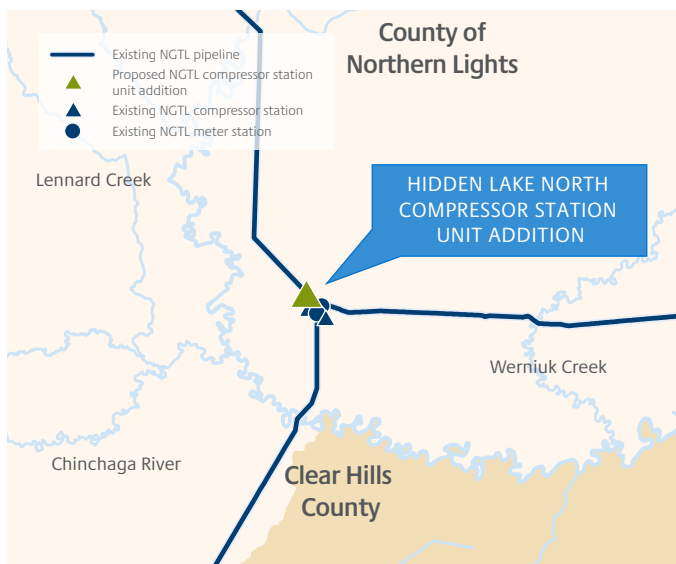 County of
Northern Lights
Existing NGTL pipeline
Proposed NGTL compressor station
unit addition
Existing NGTL compressor station
Existing NGTL meter station
Lennard Creek
HIDDEN LAKE NORTH
COMPRESSOR STATION
UNIT ADDITION
Werniuk Creek
Chinchaga River
Clear Hills
County